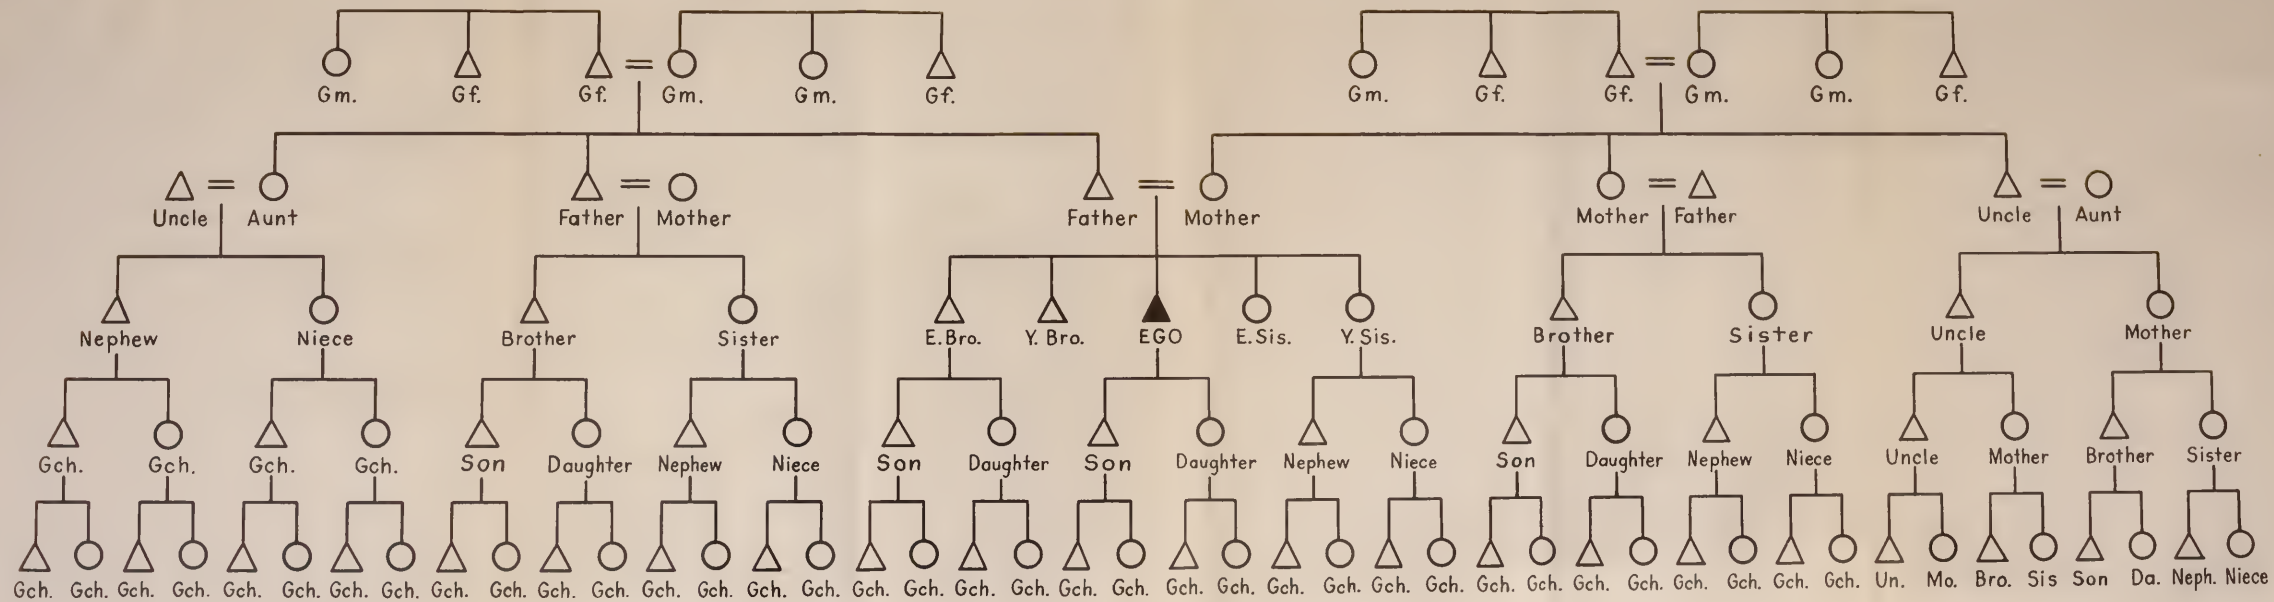 Gm. Gf. Gf. Gm. Gm. Gf. Gm. Gf. Gf. Gm. Gm. Gf.
Uncle Aunt Father Mother Father Mother Mother Father Uncle Aunt
Nephew Niece Brother Sister E.Bro. Y. Bro. EGO E.Sis. Y.Sis. Brother Sister Uncle Mother
Gch. Gch. Gch. Gch. Son Daughter Nephew Niece Son Daughter Son Daughter Nephew Niece Son Daughter Nephew Niece Uncle Mother Brother Sister
Gch. Gch. Gch. Gch. Gch. Gch. Gch. Gch. Gch. Gch. Gch. Gch. Gch. Gch. Gch. Gch. Gch. Gch. Gch. Gch. Gch. Gch. Gch. Gch. Gch. Gch. Gch. Gch. Gch. Gch. Gch. Gch. Gch. Gch. Gch. Gch. Un. Mo. Bro. Sis Son Da. Neph. Niece